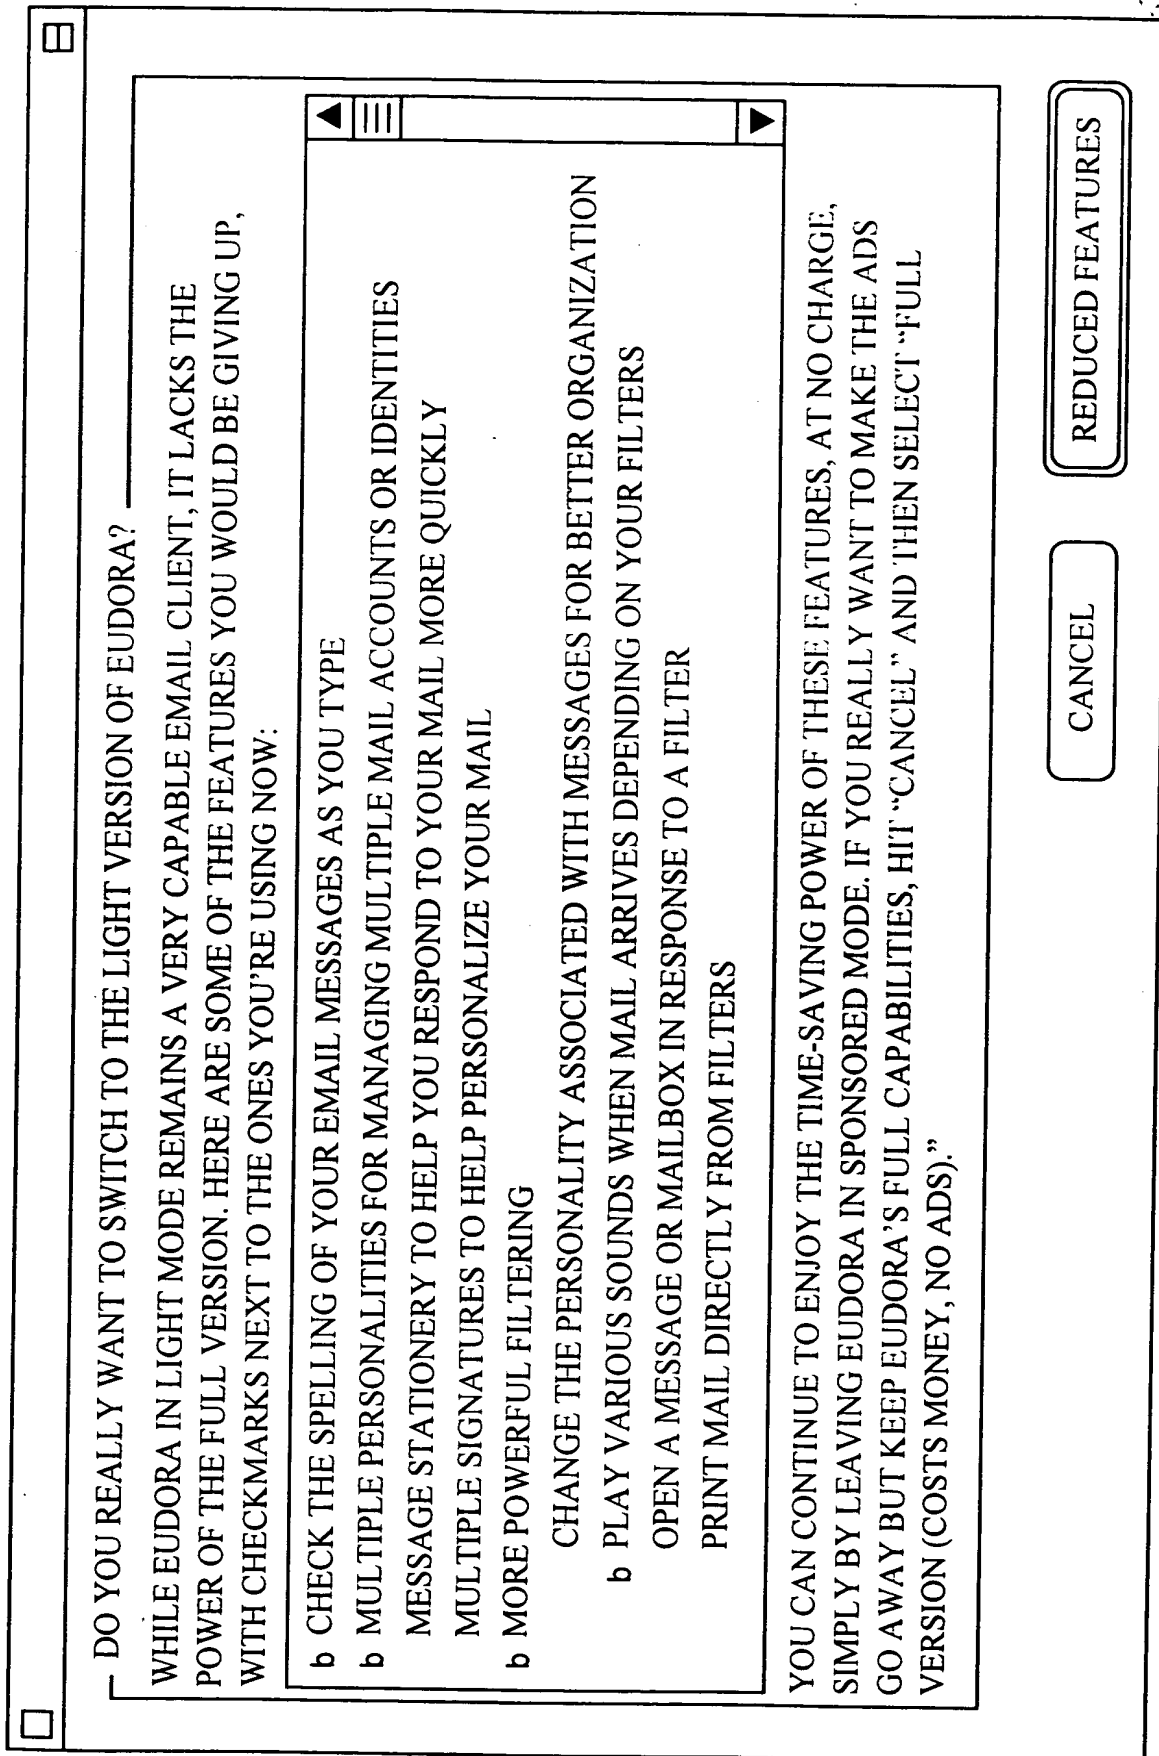 DO YOU REALLY WANT TO SWITCH TO THE LIGHT VERSION OF EUDORA?
WHILE EUDORA IN LIGHT MODE REMAINS A VERY CAPABLE EMAIL CLIENT, IT LACKS THE
POWER OF THE FULL VERSION. HERE ARE SOME OF THE FEATURES YOU WOULD BE GIVING UP,
WITH CHECKMARKS NEXT TO THE ONES YOU'RE USING NOW:
b CHECK THE SPELLING OF YOUR EMAIL MESSAGES AS YOU TYPE
b MULTIPLE PERSONALITIES FOR MANAGING MULTIPLE MAIL ACCOUNTS OR IDENTITIES
MESSAGE STATIONERY TO HELP YOU RESPOND TO YOUR MAIL MORE QUICKLY
MULTIPLE SIGNATURES TO HELP PERSONALIZE YOUR MAIL
b MORE POWERFUL FILTERING
CHANGE THE PERSONALITY ASSOCIATED WITH MESSAGES FOR BETTER ORGANIZATION
b PLAY VARIOUS SOUNDS WHEN MAIL ARRIVES DEPENDING ON YOUR FILTERS
OPEN A MESSAGE OR MAILBOX IN RESPONSE TO A FILTER
PRINT MAIL DIRECTLY FROM FILTERS
YOU CAN CONTINUE TO ENJOY THE TIME-SAVING POWER OF THESE FEATURES, AT NO CHARGE,
SIMPLY BY LEAVING EUDORA IN SPONSORED MODE. IF YOU REALLY WANT TO MAKE THE ADS
GO AWAY BUT KEEP EUDORA'S FULL CAPABILITIES, HIT "CANCEL" AND THEN SELECT "FULL
VERSION (COSTS MONEY, NO ADS)."
CANCEL
REDUCED FEATURES